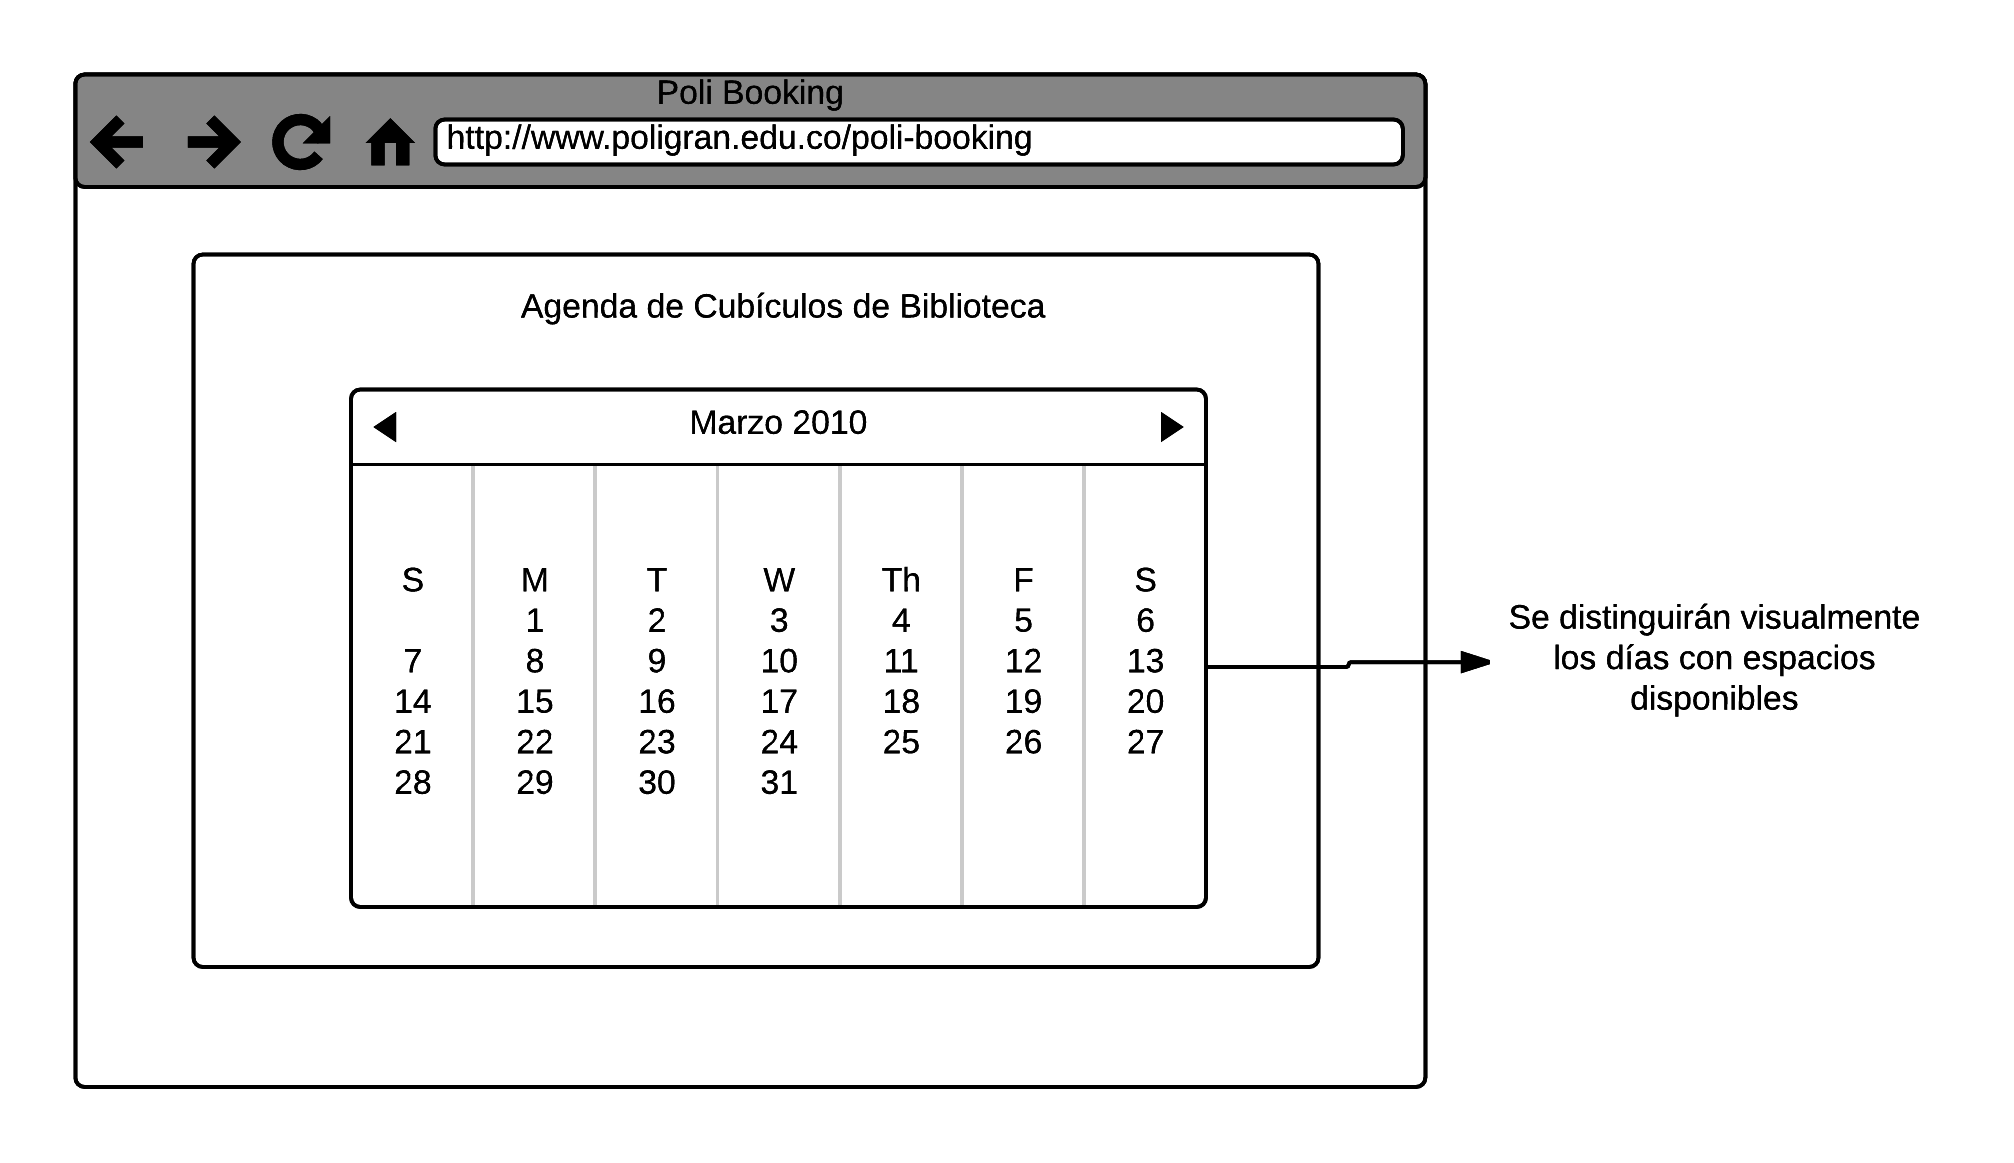 Poli Booking
http://www.poligran.edu.co/poli-booking
Agenda de Cubículos de Biblioteca
Marzo 2010
S M T W Th F S
1 2 3 4 5 6
7 8 9 10 11 12 13
14 15 16 17 18 19 20
21 22 23 24 25 26 27
28 29 30 31
Se distinguirán visualmente
los días con espacios
disponibles